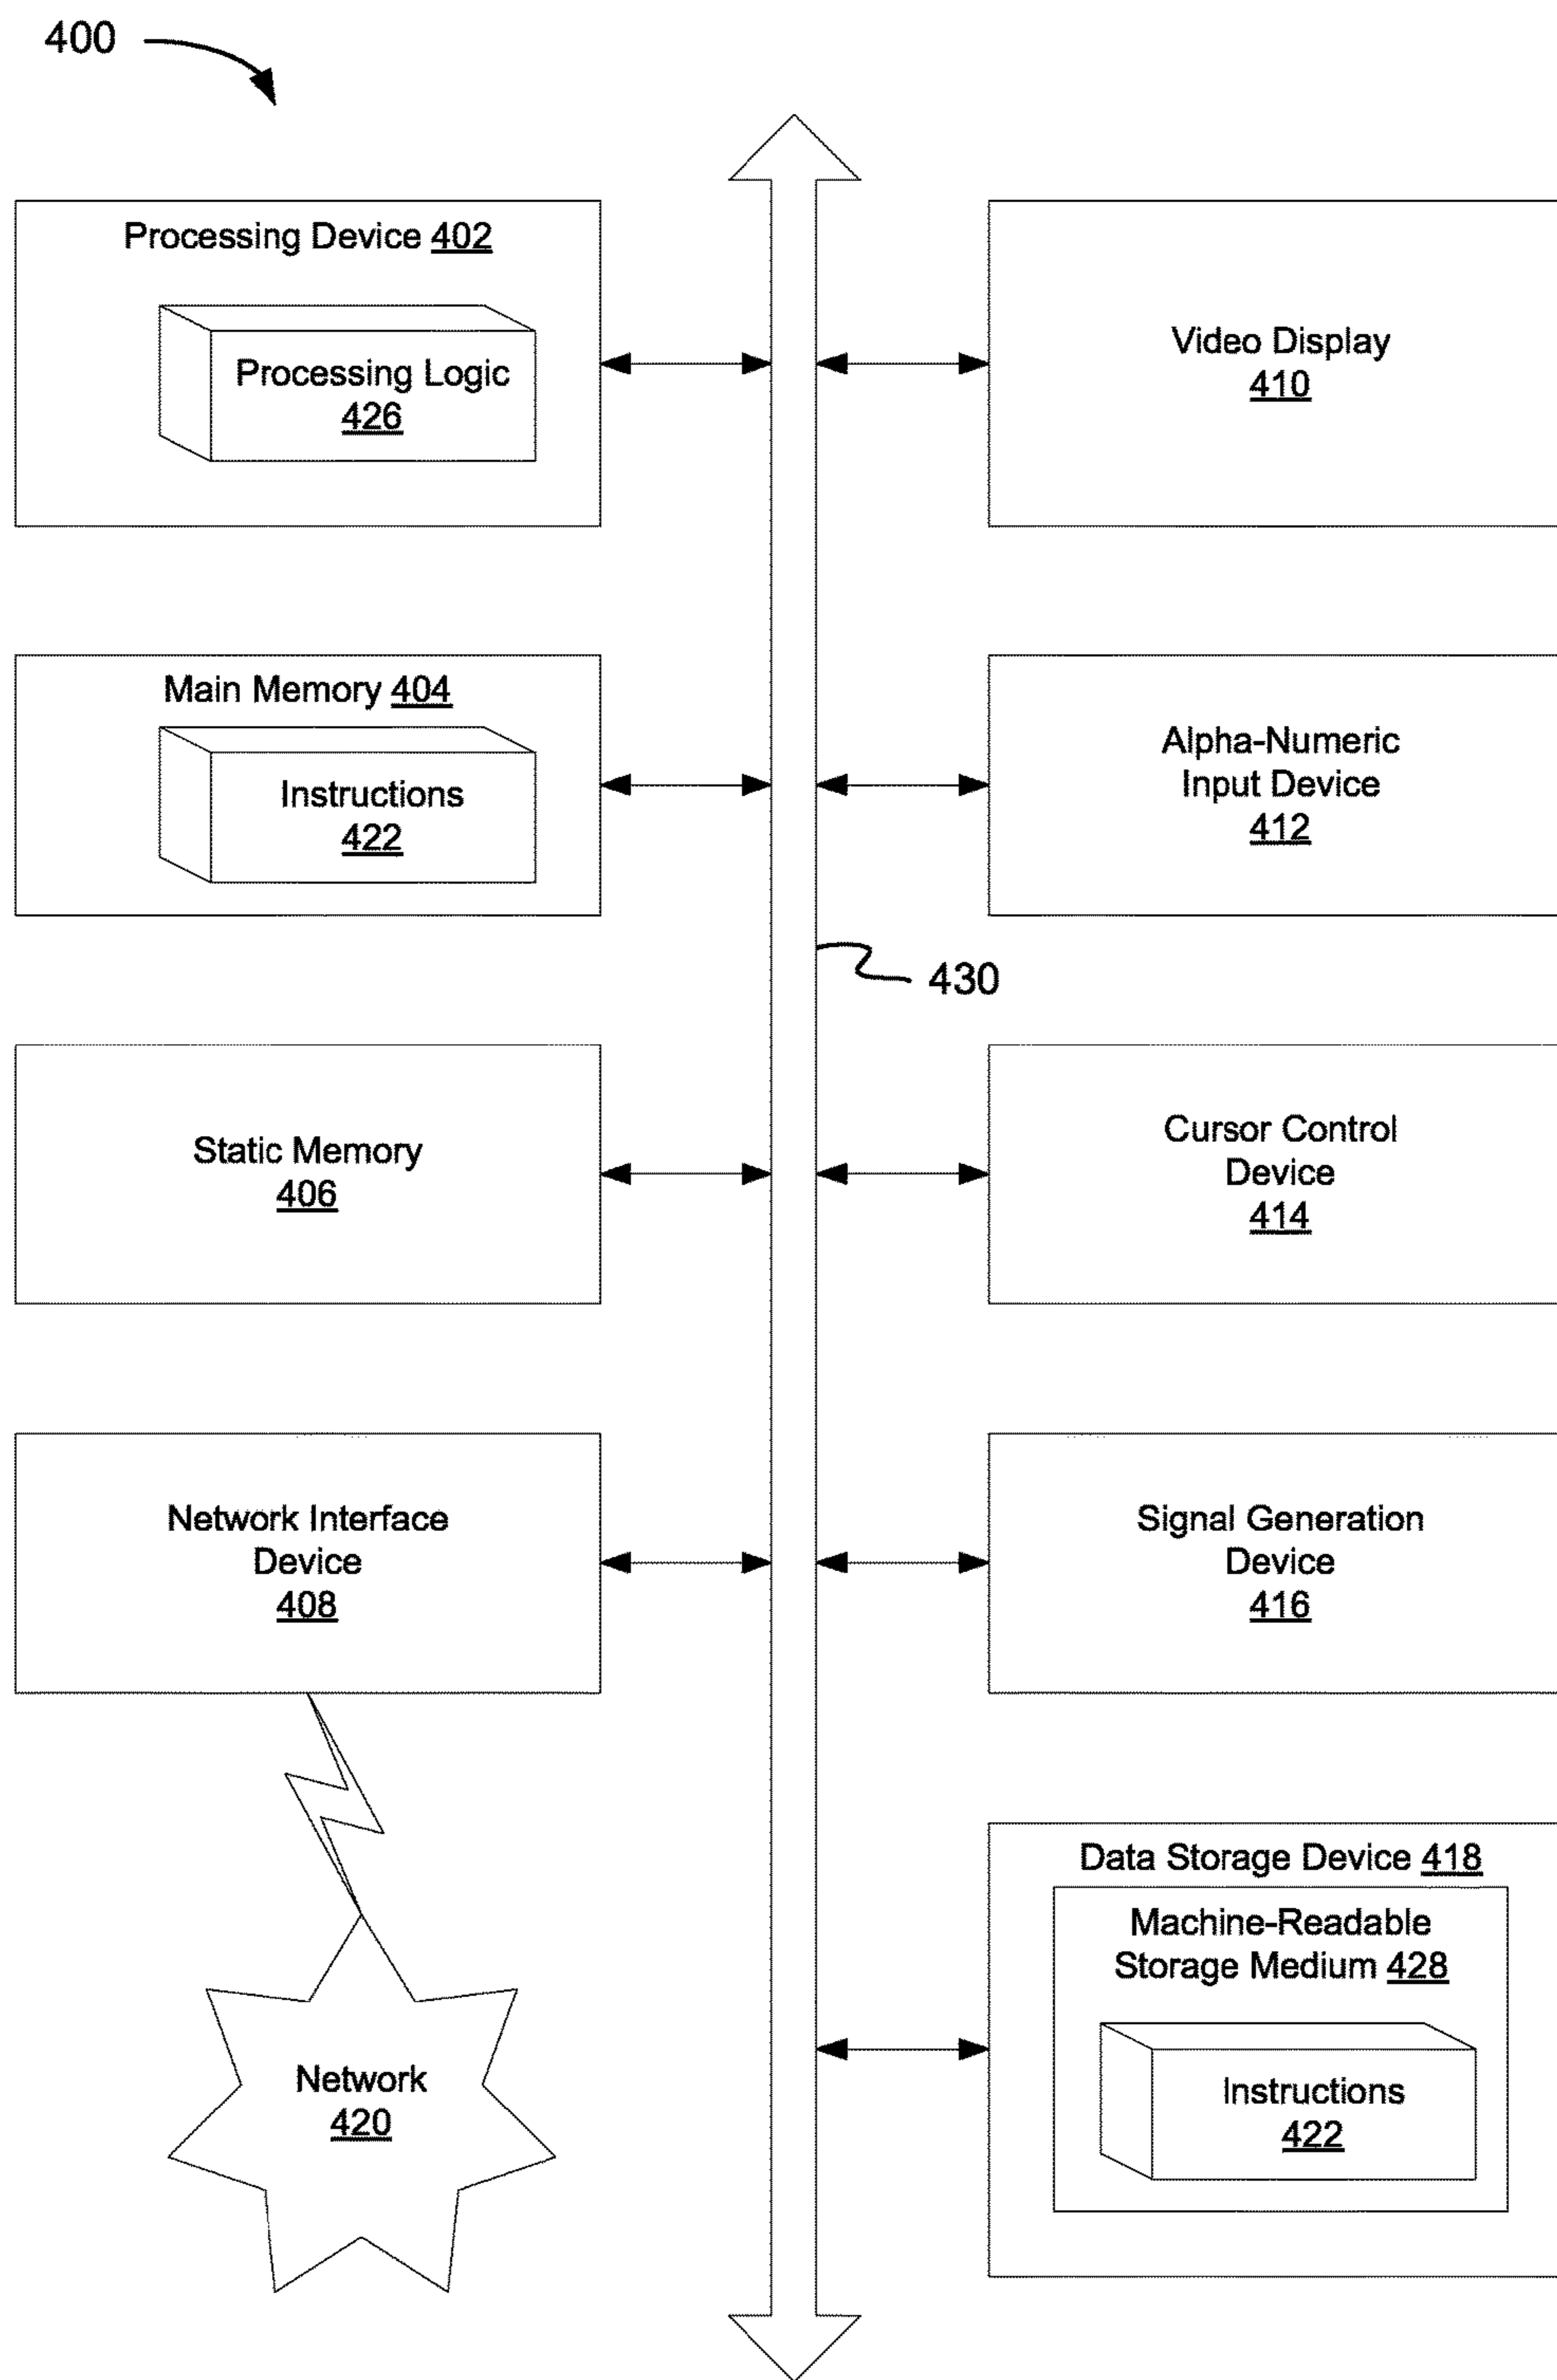 400
Processing Device 402
Processing Logic
426
Video Display
410
Main Memory 404
Instructions
422
Alpha-Numeric
Input Device
412
430
Static Memory
406
Cursor Control
Device
414
Network Interface
Device
408
Signal Generation
Device
416
Data Storage Device 418
Machine-Readable
Storage Medium 428
Instructions
422
Network
420